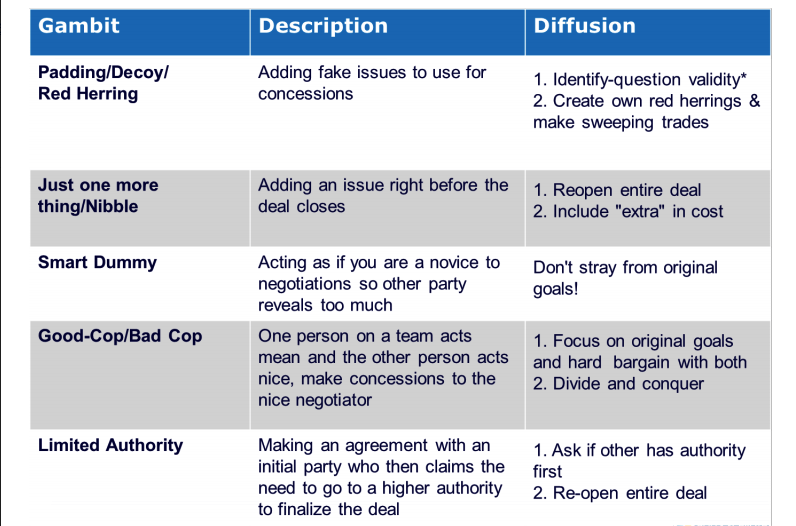 Gambit
Description
Diffusion
Padding/Decoy/
Red Herring
Adding fake issues to use for
concessions
1. Identify-question validity*
2. Create own red herrings &
make sweeping trades
Just one more
thing/Nibble
Adding an issue right before the
deal closes
1. Reopen entire deal
2. Include "extra" in cost
Smart Dummy
Acting as if you are a novice to
negotiations so other party
reveals too much
Don't stray from original
goals!
Good-Cop/Bad Cop
One person on a team acts
mean and the other person acts
nice, make concessions to the
nice negotiator
1. Focus on original goals
and hard bargain with both
2. Divide and conquer
Limited Authority
Making an agreement with an
initial party who then claims the
need to go to a higher authority
to finalize the deal
1. Ask if other has authority
first
2. Re-open entire deal